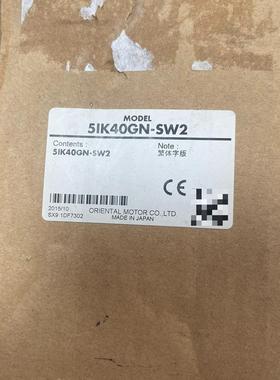 MODEL
5IK40GN-SW2
Contents : Note :
5IK40GN-SW2 繁体字版
CE
2015/10 ORIENTAL MOTOR CO.,LTD.
SX9 1DF7302 MADE IN JAPAN